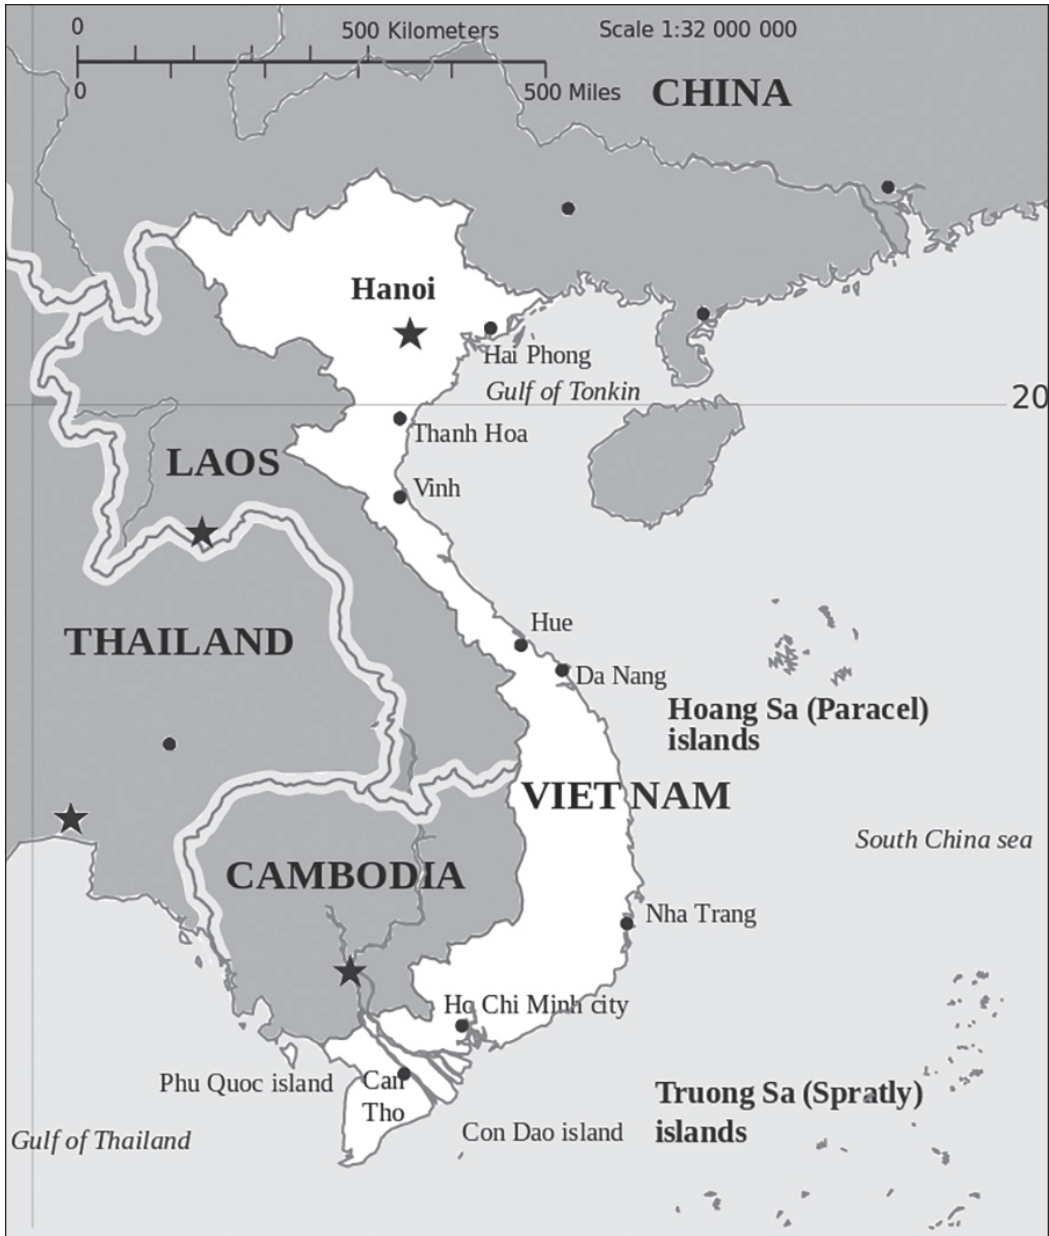 0
500 Kilometers
Scale 1:32 000 000
0
500 Miles
CHINA
Hanoi
Hai Phong
Gulf of Tonkin
20
Thanh Hoa
LAOS
Vinh
Hue
THAILAND
Da Nang
Hoang Sa (Paracel)
islands
VIET NAM
South China sea
CAMBODIA
Nha Trang
Ho Chi Minh city
Phu Quoc island
Can
Tho
Truong Sa (Spratly)
islands
Con Dao island
Gulf of Thailand